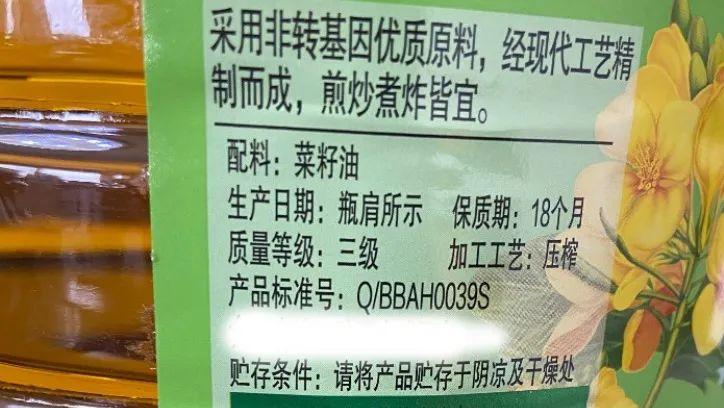 采用非转基因优质原料，经现代工艺精
制而成，煎炒煮炸皆宜。
配料：菜籽油
生产日期：瓶肩所示 保质期：18个月
质量等级：三级 加工工艺：压榨
产品标准号：Q/BBAH0039S
贮存条件：请将产品贮存于阴凉及干燥处